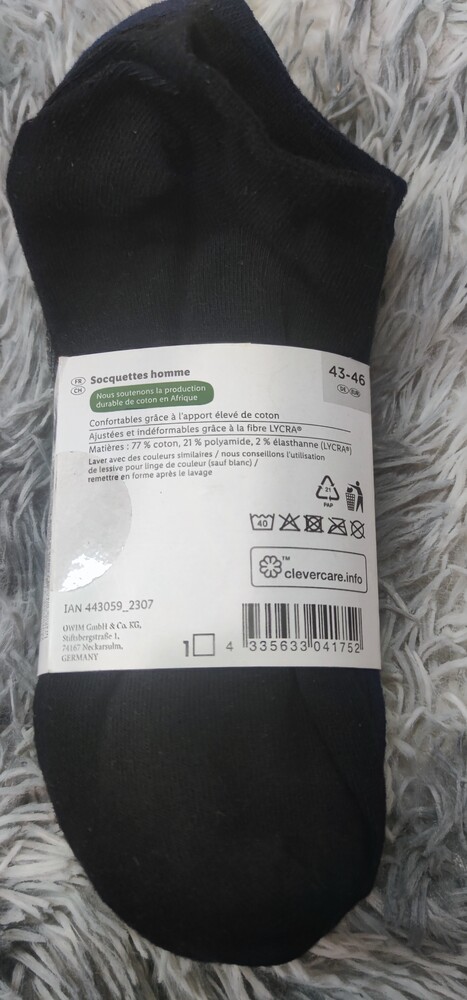 FR CH Socquettes homme
43-46
DE EUR
Nous soutenons la production
durable de coton en Afrique
Confortables grâce à l'apport élevé de coton
Ajustées et indéformables grâce à la fibre LYCRA®
Matières : 77 % coton, 21 % polyamide, 2 % élasthanne (LYCRA®)
Laver avec des couleurs similaires / nous conseillons l'utilisation
de lessive pour linge de couleur (sauf blanc) /
remettre en forme après le lavage
21
PAP
40
™
clevercare.info
IAN 443059_2307
OWIM GmbH & Co. KG,
Stiftsbergstraße 1,
74167 Neckarsulm,
GERMANY
1
4 335633 041752